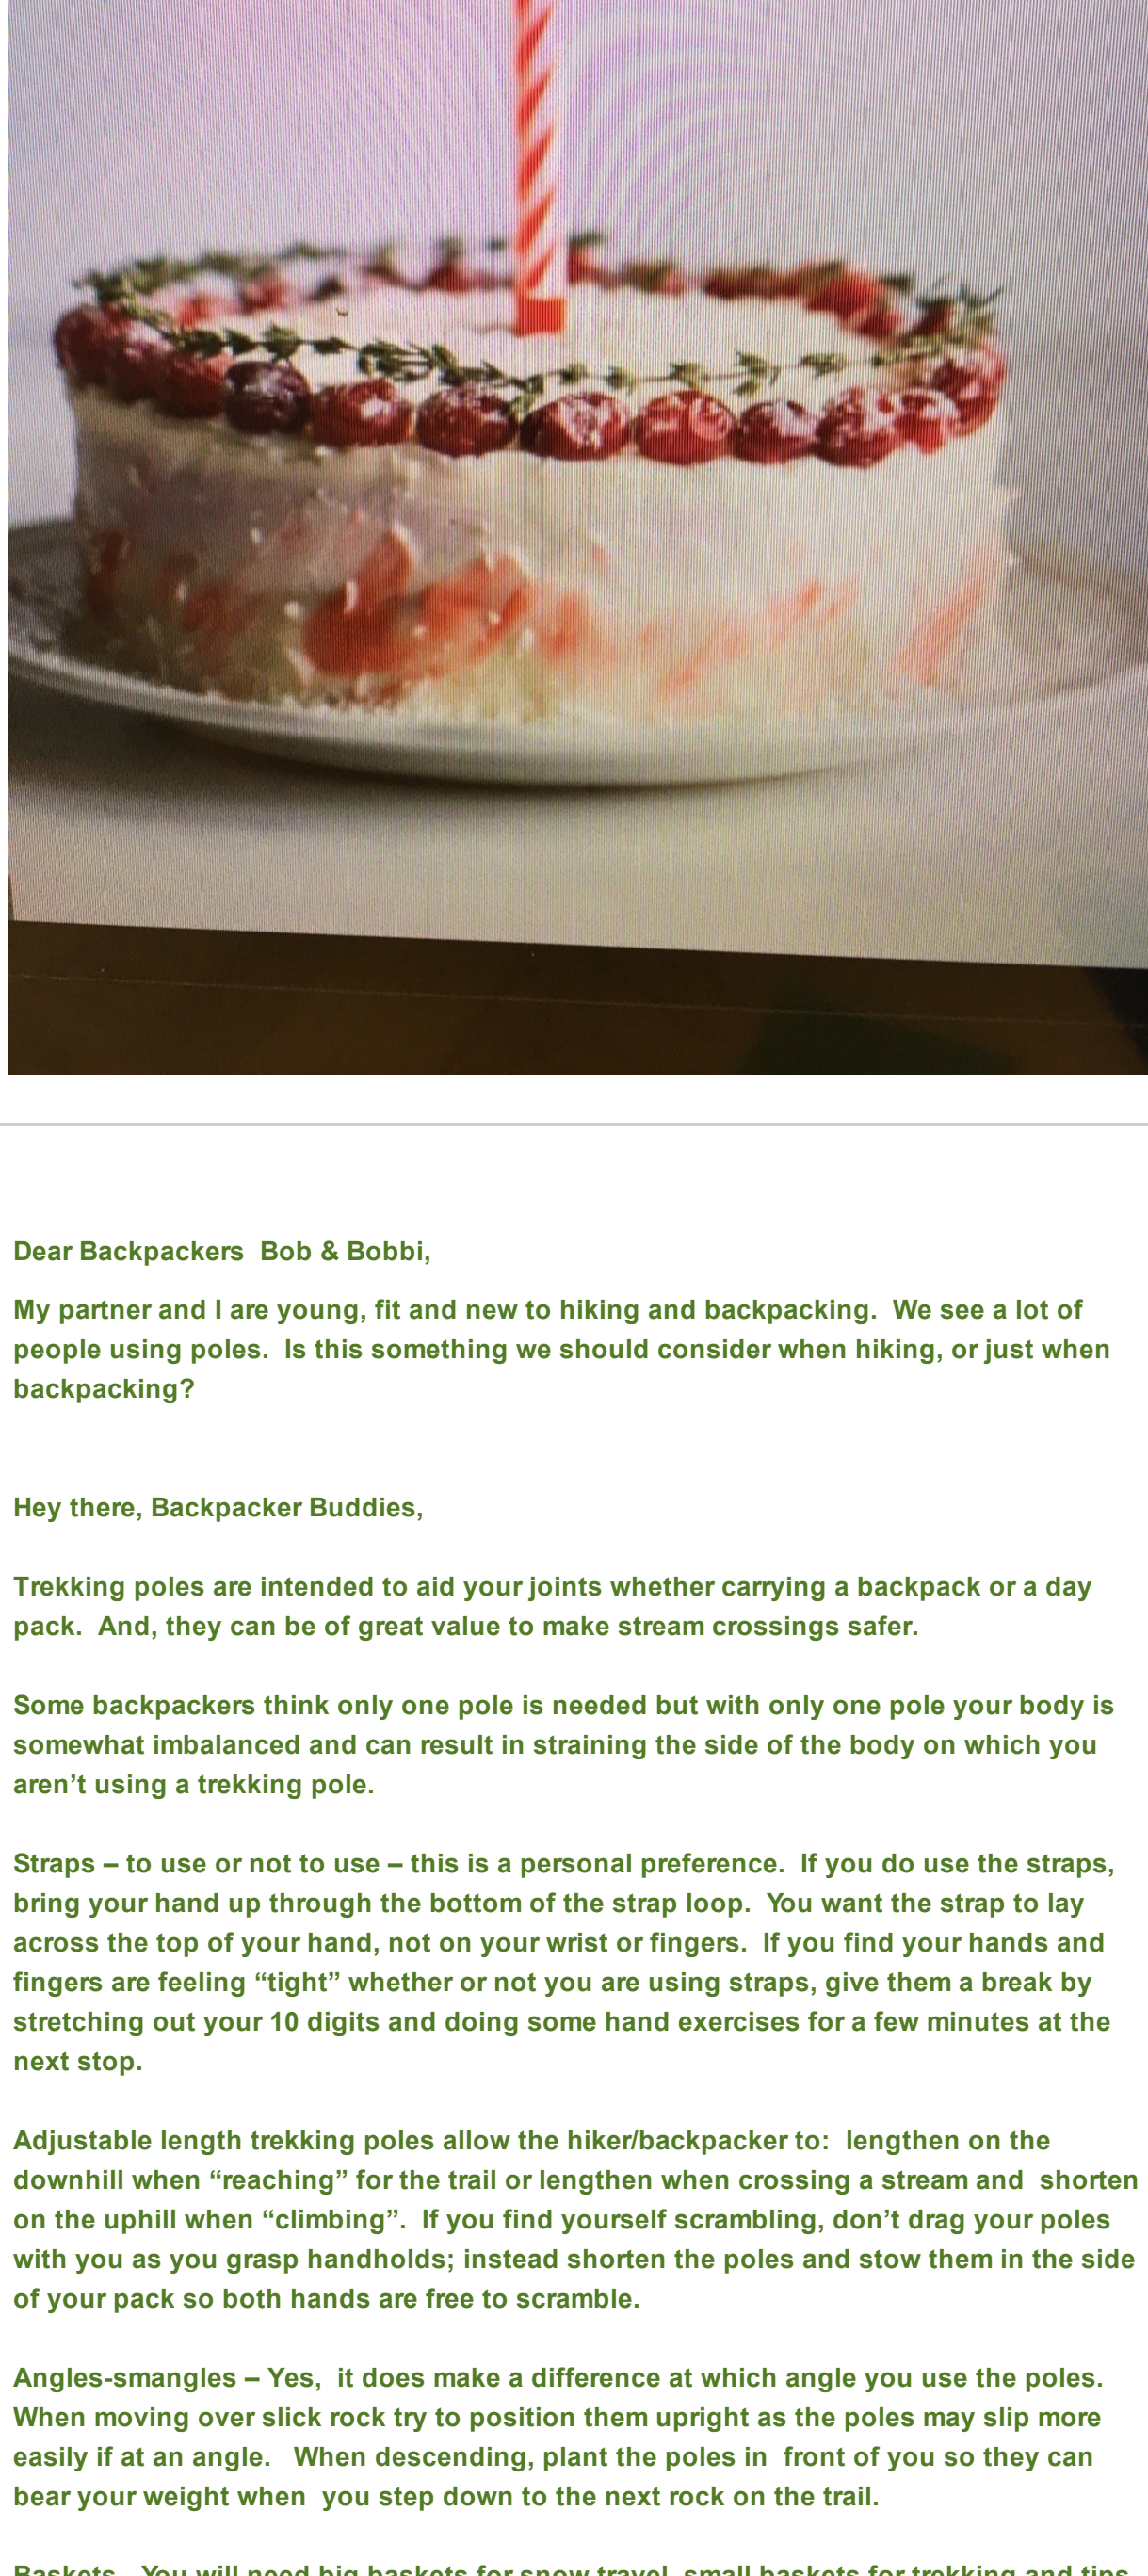 Dear Backpackers  Bob & Bobbi,
My partner and I are young, fit and new to hiking and backpacking.  We see a lot of
people using poles.  Is this something we should consider when hiking, or just when
backpacking?
Hey there, Backpacker Buddies,
Trekking poles are intended to aid your joints whether carrying a backpack or a day
pack.  And, they can be of great value to make stream crossings safer.
Some backpackers think only one pole is needed but with only one pole your body is
somewhat imbalanced and can result in straining the side of the body on which you
aren’t using a trekking pole.
Straps – to use or not to use – this is a personal preference.  If you do use the straps,
bring your hand up through the bottom of the strap loop.  You want the strap to lay
across the top of your hand, not on your wrist or fingers.  If you find your hands and
fingers are feeling “tight” whether or not you are using straps, give them a break by
stretching out your 10 digits and doing some hand exercises for a few minutes at the
next stop.
Adjustable length trekking poles allow the hiker/backpacker to:  lengthen on the
downhill when “reaching” for the trail or lengthen when crossing a stream and  shorten
on the uphill when “climbing”.  If you find yourself scrambling, don’t drag your poles
with you as you grasp handholds; instead shorten the poles and stow them in the side
of your pack so both hands are free to scramble.
Angles-smangles – Yes,  it does make a difference at which angle you use the poles.
When moving over slick rock try to position them upright as the poles may slip more
easily if at an angle.   When descending, plant the poles in  front of you so they can
bear your weight when  you step down to the next rock on the trail.
Baskets - You will need big baskets for snow travel, small baskets for trekking and tips